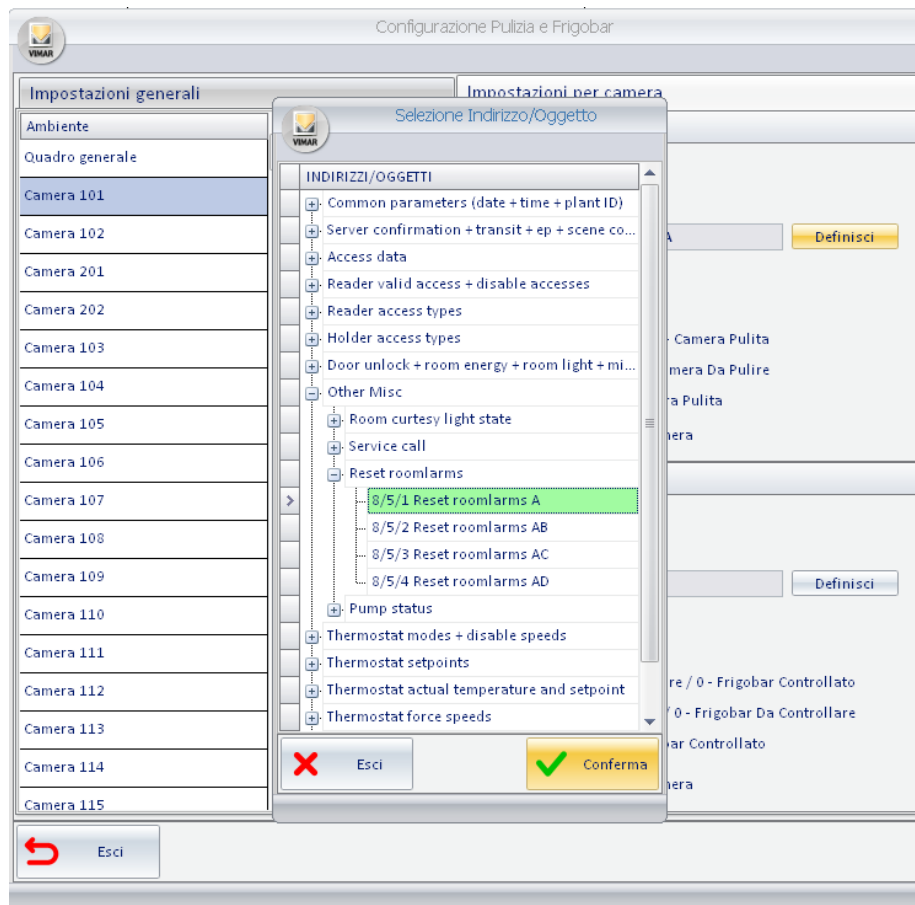 Configurazione Pulizia e Frigobar
VIMAR
Impostazioni generali
Impostazioni per camera
Ambiente
Quadro generale
Camera 101
Camera 102
Camera 201
Camera 202
Camera 103
Camera 104
Camera 105
Camera 106
Camera 107
Camera 108
Camera 109
Camera 110
Camera 111
Camera 112
Camera 113
Camera 114
Camera 115
Selezione Indirizzo/Oggetto
VIMAR
INDIRIZZI/OGGETTI
Common parameters (date + time + plant ID)
Server confirmation + transit + ep + scene co...
Access data
Reader valid access + disable accesses
Reader access types
Holder access types
Door unlock + room energy + room light + mi...
Other Misc
Room curtesy light state
Service call
Reset roomlarms
8/5/1 Reset roomlarms A
8/5/2 Reset roomlarms AB
8/5/3 Reset roomlarms AC
8/5/4 Reset roomlarms AD
Pump status
Thermostat modes + disable speeds
Thermostat setpoints
Thermostat actual temperature and setpoint
Thermostat force speeds
Esci
Conferma
Definisci
- Camera Pulita
mera Da Pulire
ra Pulita
nera
Definisci
re / 0 - Frigobar Controllato
/ 0 - Frigobar Da Controllare
ar Controllato
nera
Esci